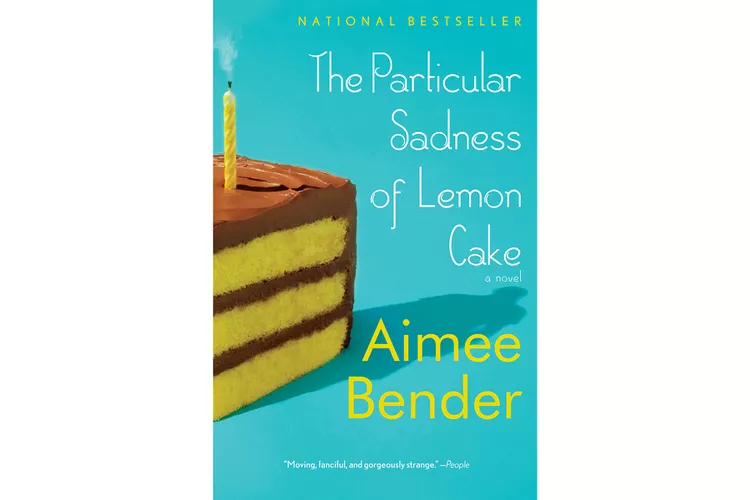 NATIONAL BESTSELLER
The Particular
Sadness
of Lemon
Cake
a novel
Aimee
Bender
“Moving, fanciful, and gorgeously strange.” —People